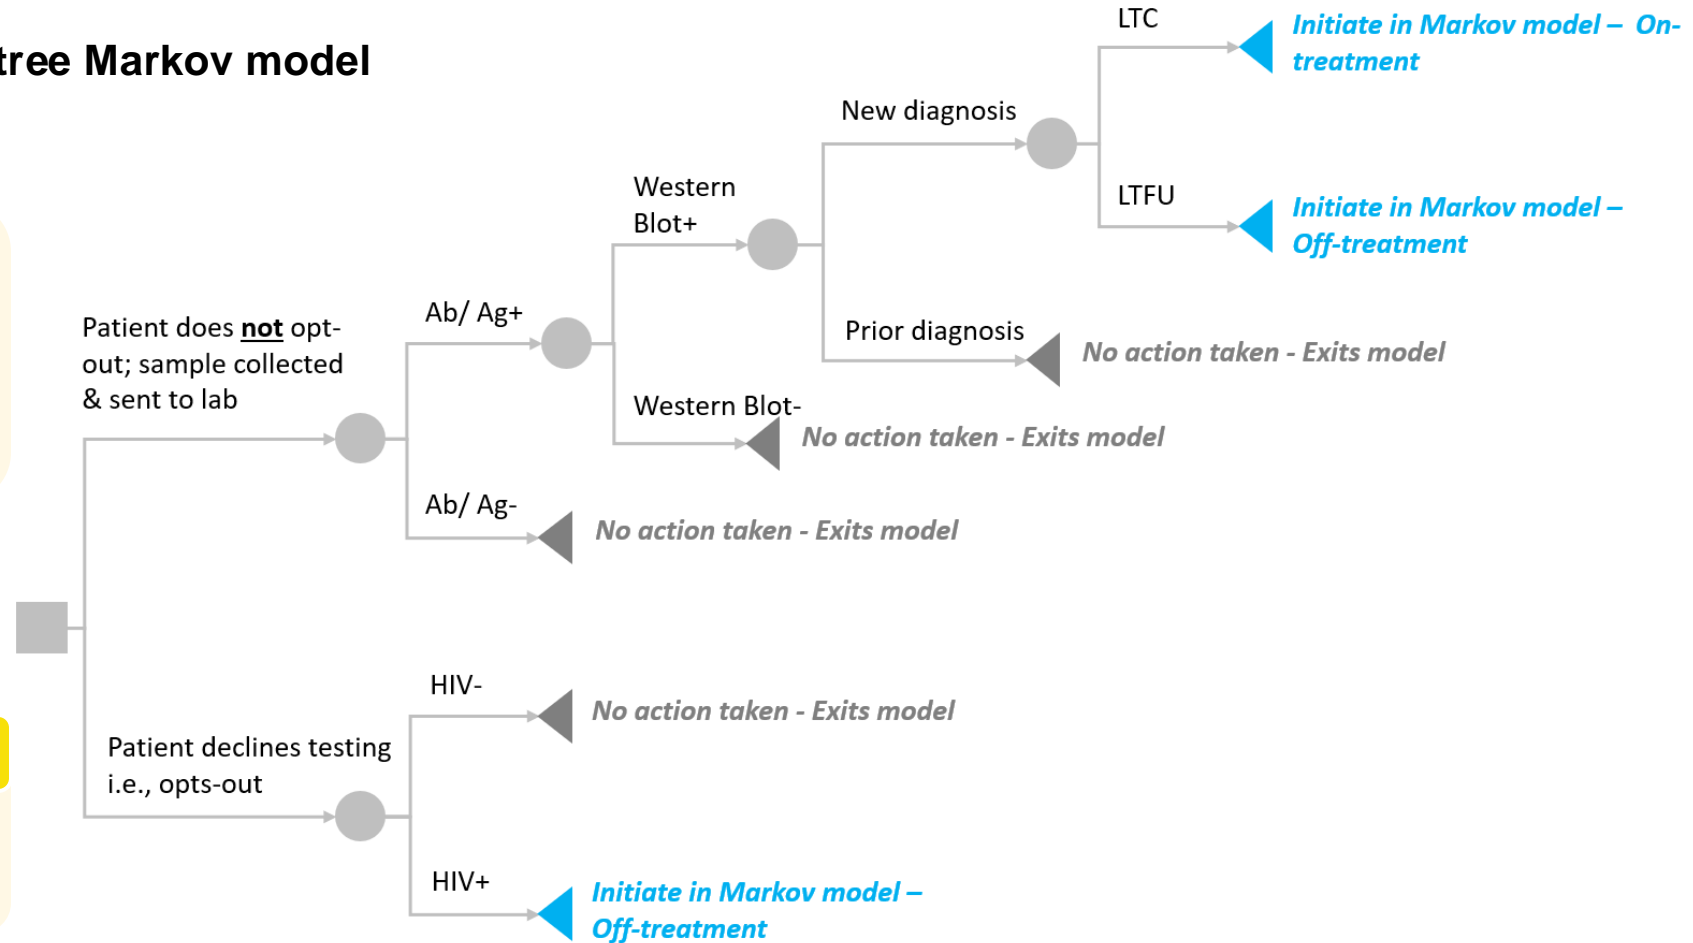 tree Markov model
LTC
Initiate in Markov model – On-
treatment
New diagnosis
LTFU
Initiate in Markov model –
Off-treatment
Western
Blot+
Prior diagnosis
No action taken - Exits model
Ab/ Ag+
Western Blot-
No action taken - Exits model
Patient does not opt-
out; sample collected
& sent to lab
Ab/ Ag-
No action taken - Exits model
HIV-
No action taken - Exits model
Patient declines testing
i.e., opts-out
HIV+
Initiate in Markov model –
Off-treatment